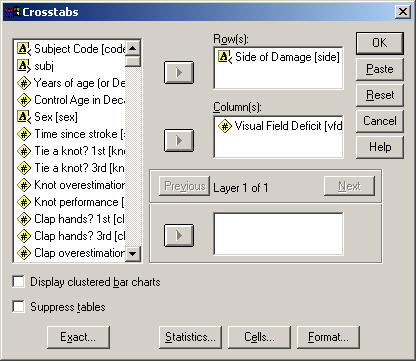 Crosstabs
Subject Code [code
subj
Years of age (or De
Control Age in Deca
Sex [sex]
Time since stroke [s
Tie a knot? 1st [kno
Tie a knot? 3rd [kn
Knot overestimation
Knot performance [
Clap hands? 1st [cl
Clap hands? 3rd [cl
Clap overestimation
Row(s):
Side of Damage [side]
Column(s):
Visual Field Deficit [vfd
Previous
Layer 1 of 1
Next
OK
Paste
Reset
Cancel
Help
Display clustered bar charts
Suppress tables
Exact...
Statistics...
Cells...
Format...